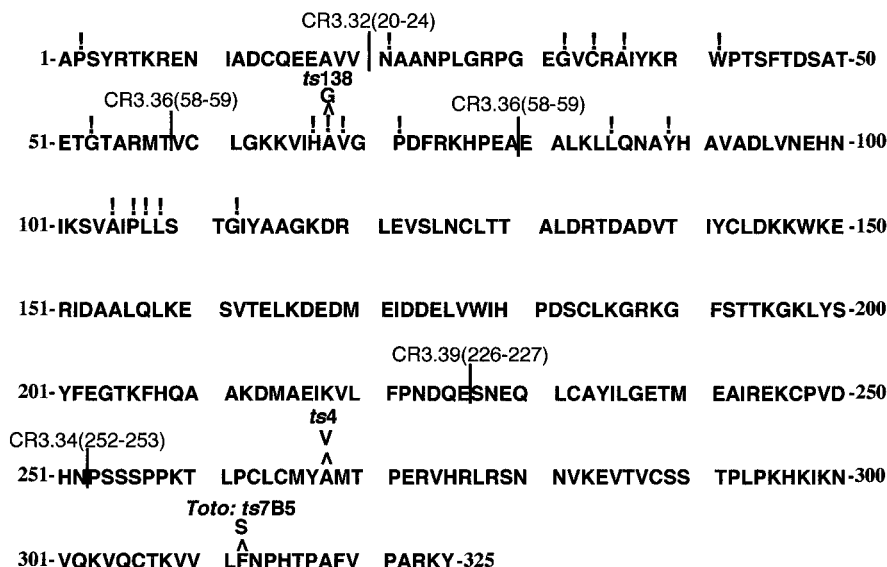 CR3.32(20-24)
! ! ! ! ! !
1-APSYRTKREN IADCQEEAVV NAANPLGRPG EGVCRAIYKR WPTSFTDSAT-50
ts138
CR3.36(58-59) G CR3.36(58-59)
! ! ! ! ! ! !
51-ETGTARMTVC LGKKVIHAVG PDFRKHPEAE ALKLLQNAYH AVADLVNEHN-100
! ! ! ! !
101-IKSVAIPLLS TGIYAAGKDR LEVSLNCLTT ALDRTDADVT IYCLDKKWKE-150
151-RIDAALQLKE SVTELKDEDM EIDDELVWIH PDSCLKGRKG FSTTKGKLYS-200
CR3.39(226-227)
201-YFEGTKFHQA AKDMAEIKVL FPNDQESNEQ LCAYILGETM EAIREKCPVD-250
ts4
CR3.34(252-253) V
251-HNPSSSPPKT LPCLCMYAMT PERVHRLRSN NVKEVTVCSS TPLPKHKIKN-300
Toto: ts7B5
S
301-VQKVQCTKVV LFNPHTPAFV PARKY-325